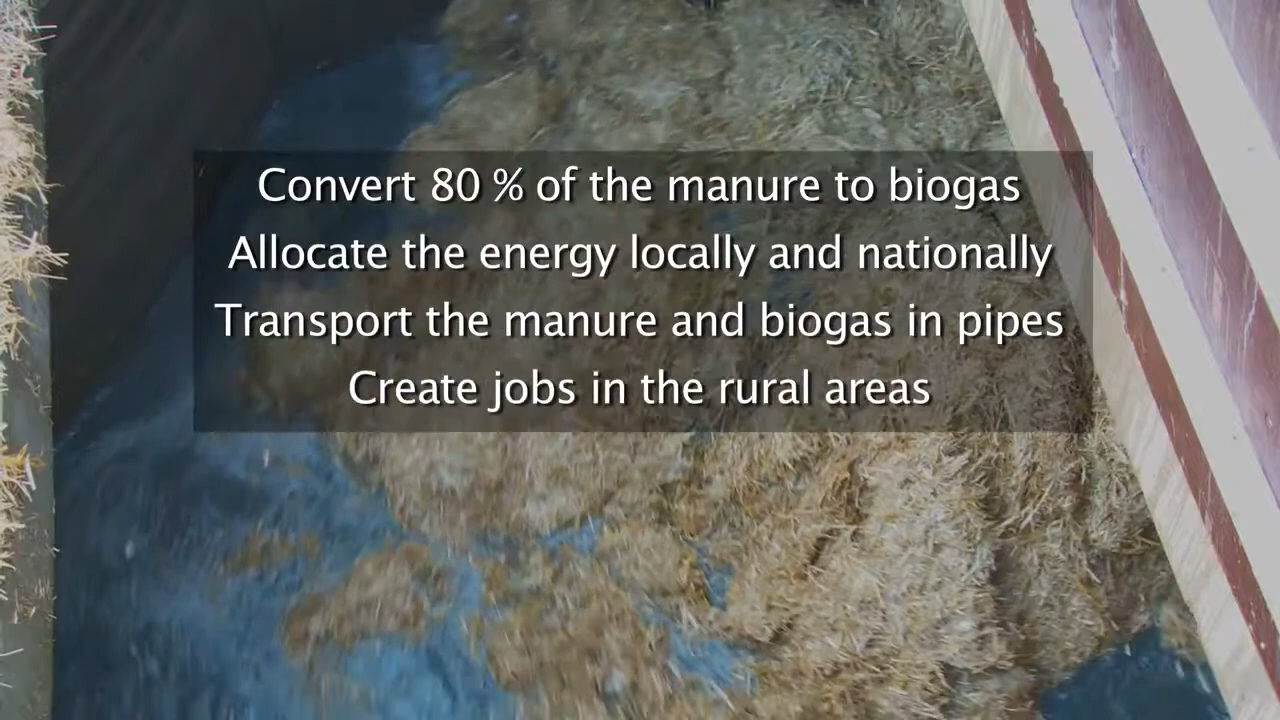 Convert 80 % of the manure to biogas
Allocate the energy locally and nationally
Transport the manure and biogas in pipes
Create jobs in the rural areas